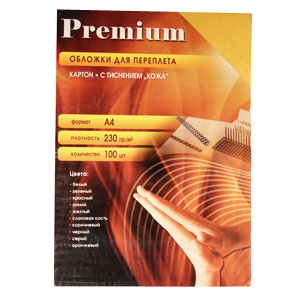 Premium
ОБЛОЖКИ ДЛЯ ПЕРЕПЛЕТА
КАРТОН • С ТИСНЕНИЕМ „КОЖА"
формат А4
плотность 230 гр/м²
количество 100 шт
Цвета:
- белый
- зеленый
- красный
- синий
- желтый
- слоновая кость
- коричневый
- черный
- серый
- оранжевый